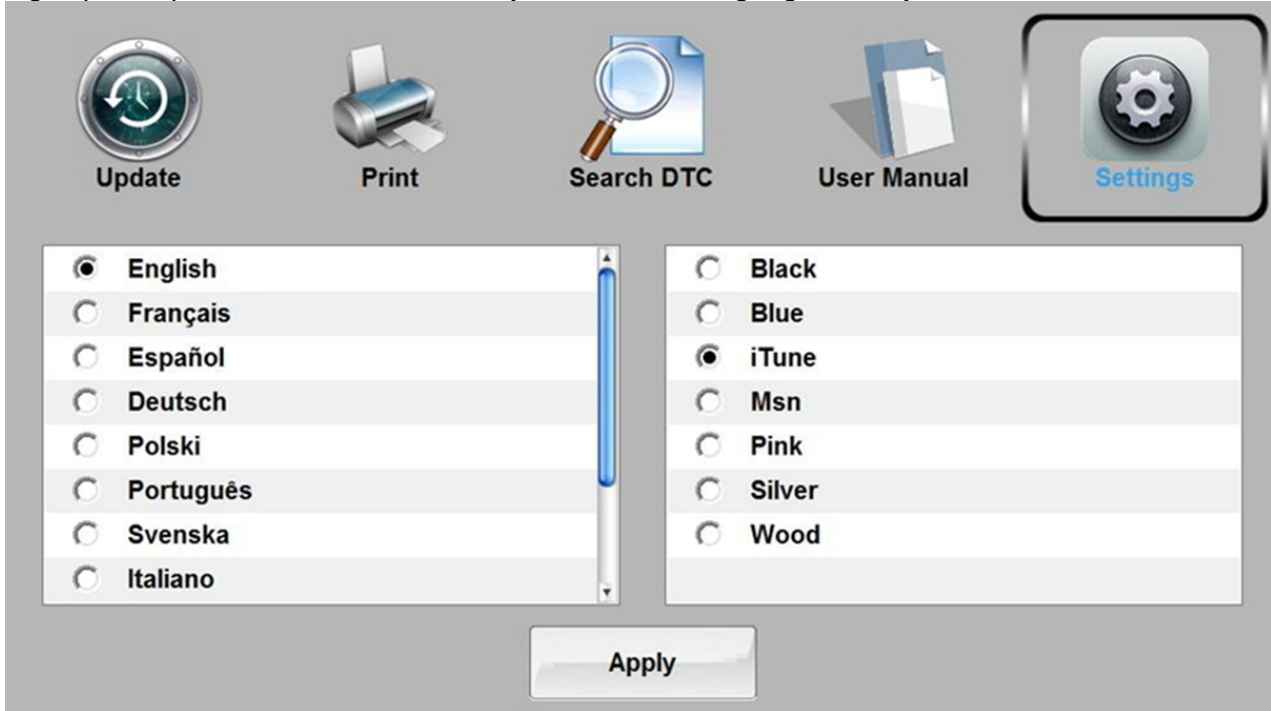 Update
Print
Search DTC
User Manual
Settings
English
Français
Español
Deutsch
Polski
Português
Svenska
Italiano
Black
Blue
iTune
Msn
Pink
Silver
Wood
Apply